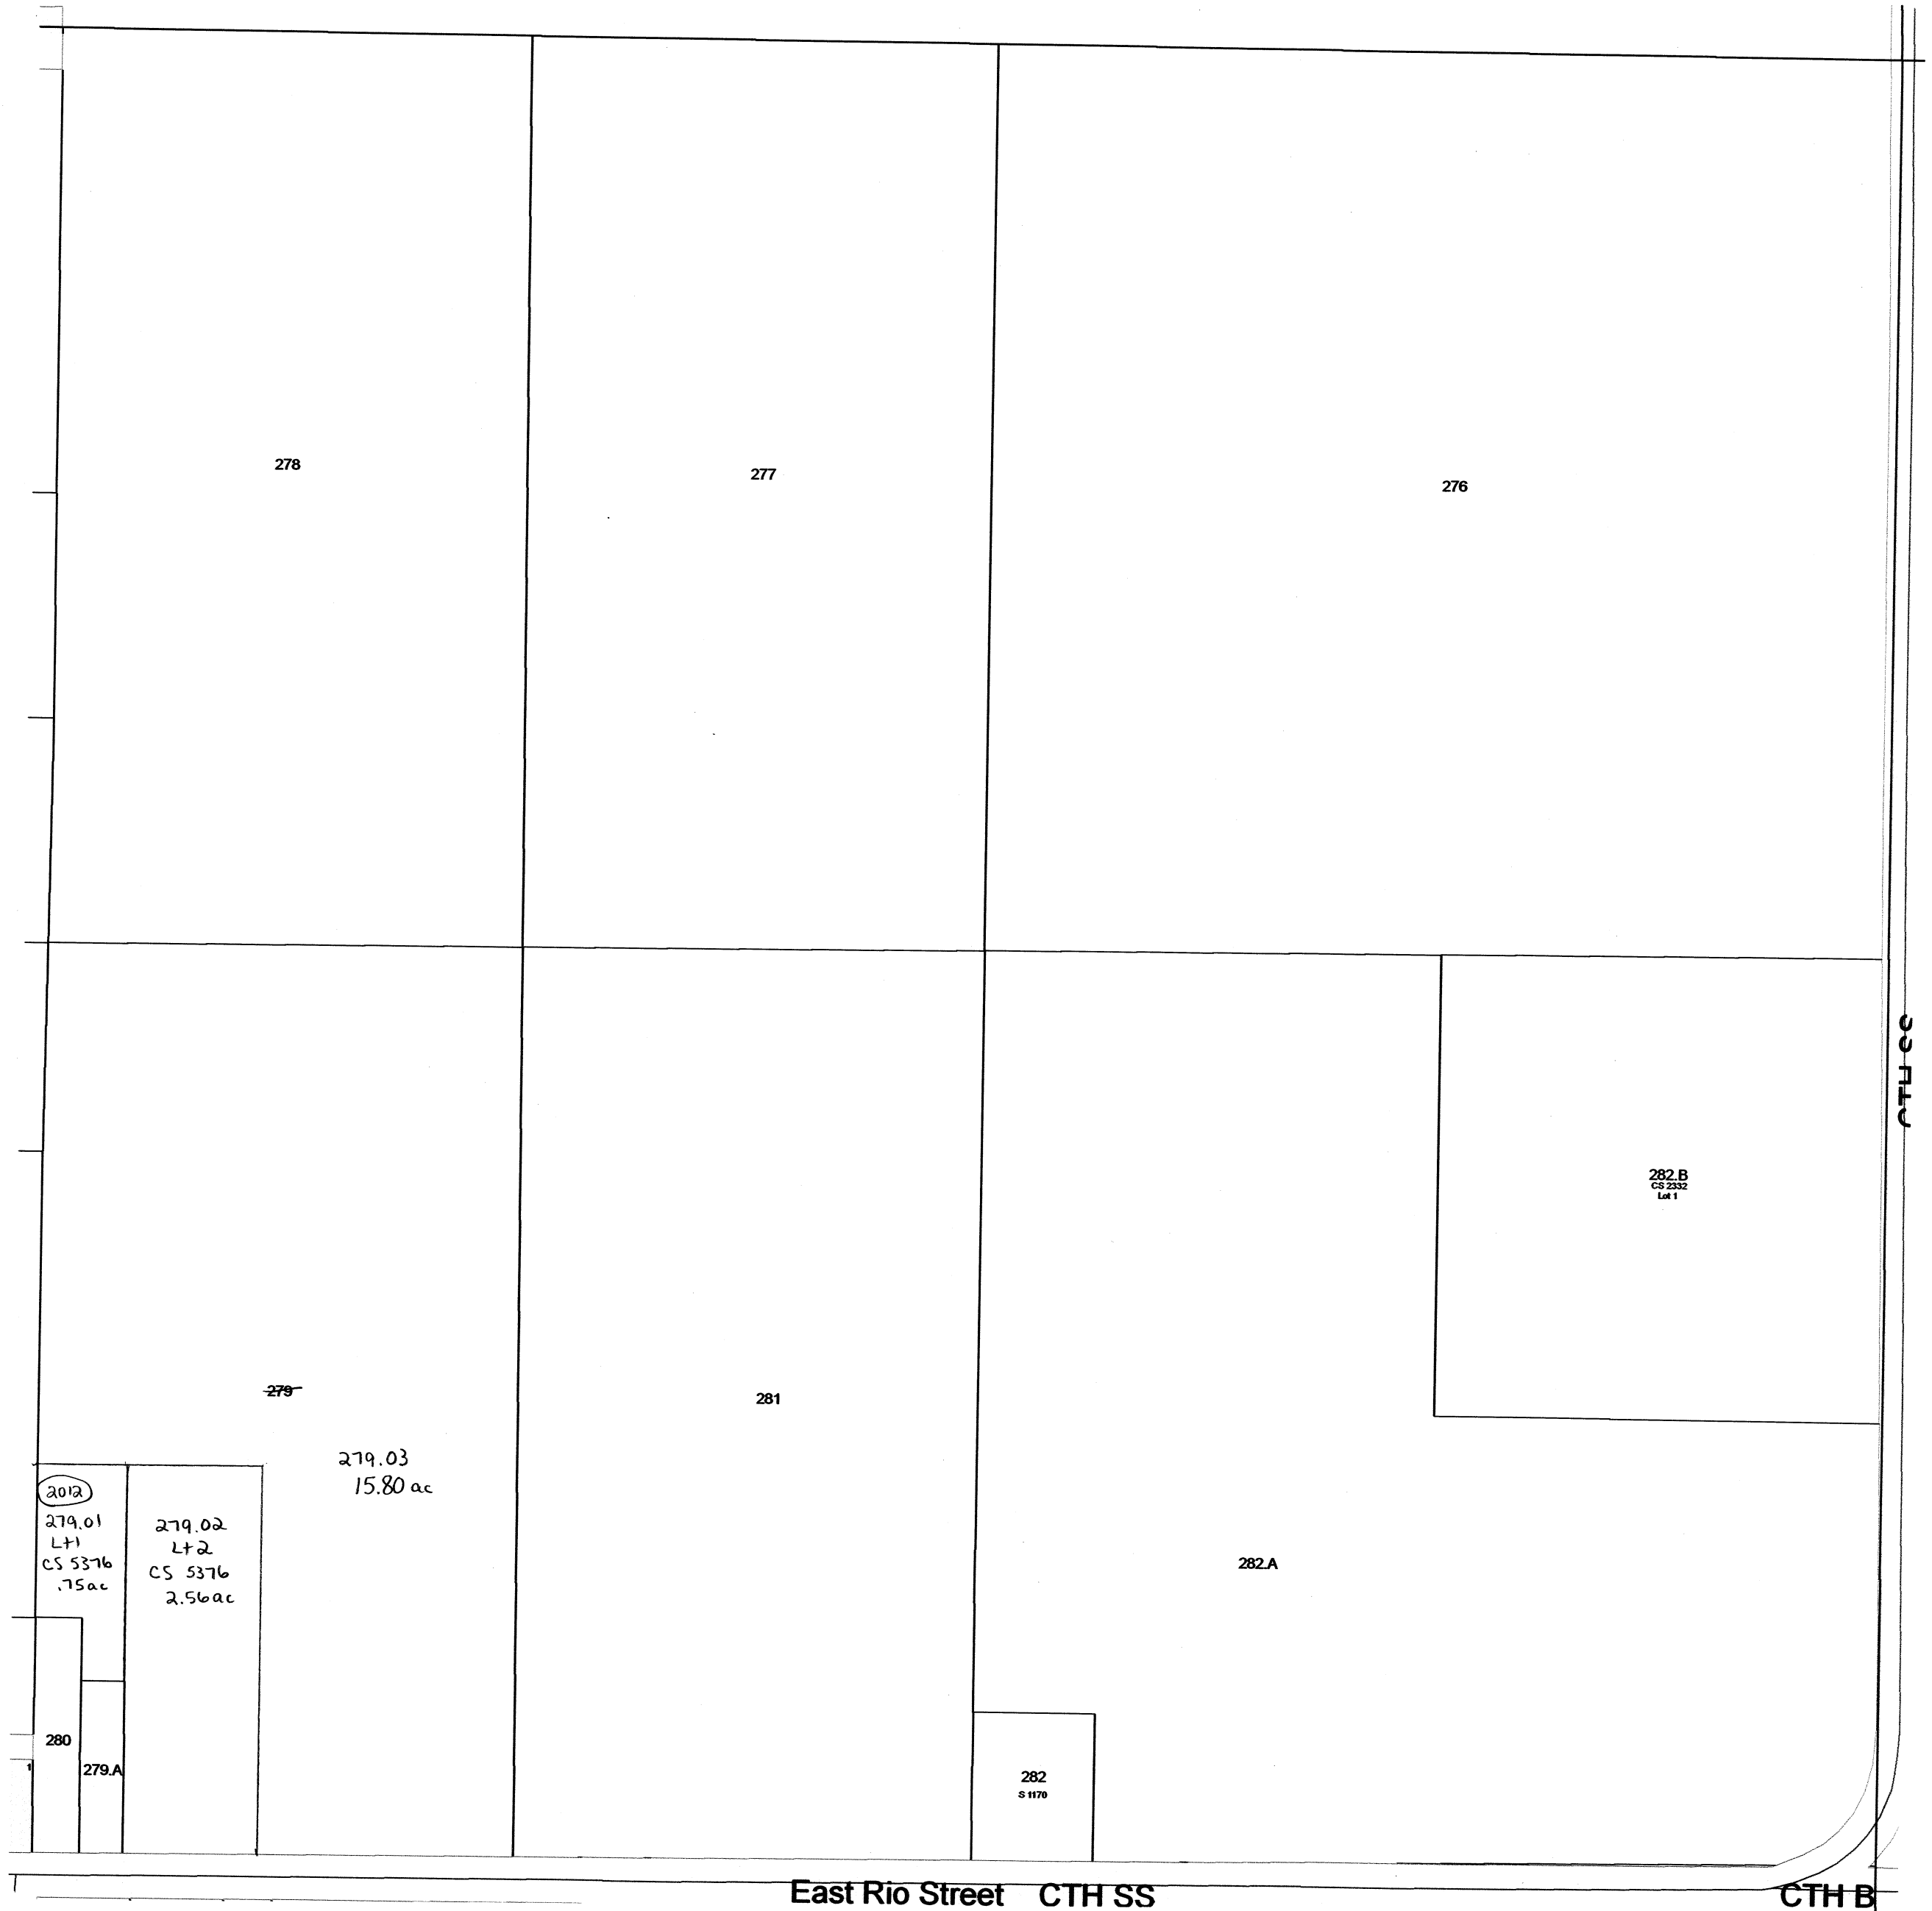 278
277
276
CTH SS
282.B
CS 2332
Lot 1
279
281
279.03
15.80 ac
2012
279.01
Lt1
CS 5376
.75ac
279.02
Lt2
CS 5376
2.56ac
282.A
280
279.A
1
282
S 1170
East Rio Street CTH SS
CTH B